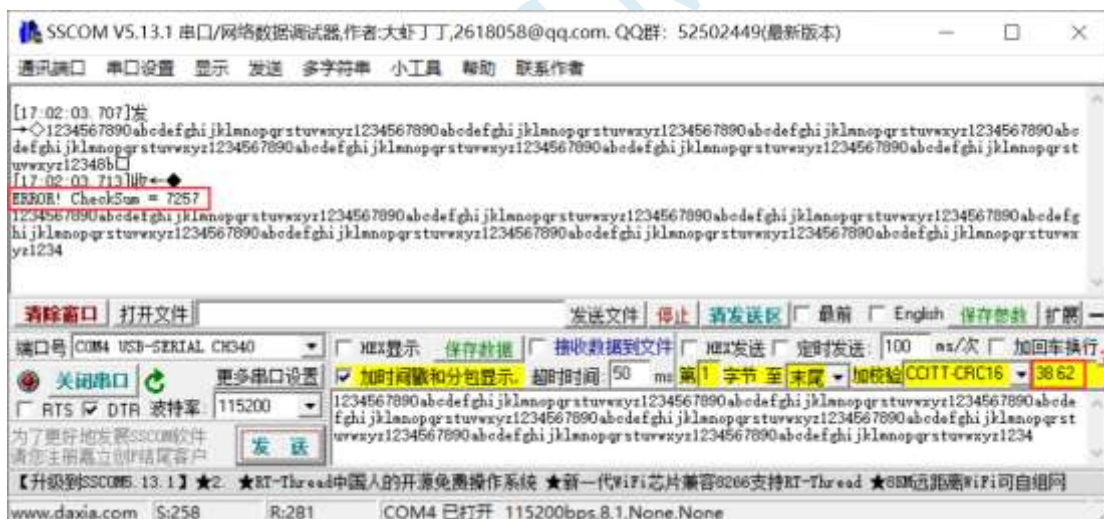 SSCOM V5.13.1 串口/网络数据调试器,作者:大虾丁丁,2618058@qq.com. QQ群: 52502449(最新版本)
通讯端口 串口设置 显示 发送 多字符串 小工具 帮助 联系作者
[17:02:03.707]发
→◇1234567890abcdefghijklmnopqrstuvwxyz1234567890abcdefghijklmnopqrstuvwxyz1234567890abcdefghijklmnopqrstuvwxyz1234567890abc
defghijklmnopqrstuvwxyz1234567890abcdefghijklmnopqrstuvwxyz1234567890abcdefghijklmnopqrstuvwxyz1234567890abcdefghijklmnopqrst
uvwxyz12348b□
[17:02:03.713]收←◆
ERROR! CheckSum = 7257
1234567890abcdefghijklmnopqrstuvwxyz1234567890abcdefghijklmnopqrstuvwxyz1234567890abcdefghijklmnopqrstuvwxyz1234567890abcdefg
hijklmnopqrstuvwxyz1234567890abcdefghijklmnopqrstuvwxyz1234567890abcdefghijklmnopqrstuvwxyz1234567890abcdefghijklmnopqrstuvwx
yz1234
清除窗口 打开文件 发送文件 停止 清发送区 最前 English 保存参数 扩展 —
端口号 COM4 USB-SERIAL CH340 HEX显示 保存数据 接收数据到文件 HEX发送 定时发送: 100 ms/次 加回车换行
关闭串口 更多串口设置 加时间戳和分包显示. 超时时间: 50 ms 第 1 字节 至 末尾 加校验 CCITT-CRC16 38 62
RTS DTR 波特率: 115200
1234567890abcdefghijklmnopqrstuvwxyz1234567890abcdefghijklmnopqrstuvwxyz1234567890abcde
fghijklmnopqrstuvwxyz1234567890abcdefghijklmnopqrstuvwxyz1234567890abcdefghijklmnopqrst
uvwxyz1234567890abcdefghijklmnopqrstuvwxyz1234567890abcdefghijklmnopqrstuvwxyz1234
为了更好地发展SSCOM软件
请您注册嘉立创F结尾客户
发 送
【升级到SSCOM5.13.1】★2. ★RT-Thread中国人的开源免费操作系统 ★新一代WiFi芯片兼容8266支持RT-Thread ★8KM远距离WiFi可自组网
www.daxia.com S:258 R:281 COM4 已打开 115200bps,8,1,None,None